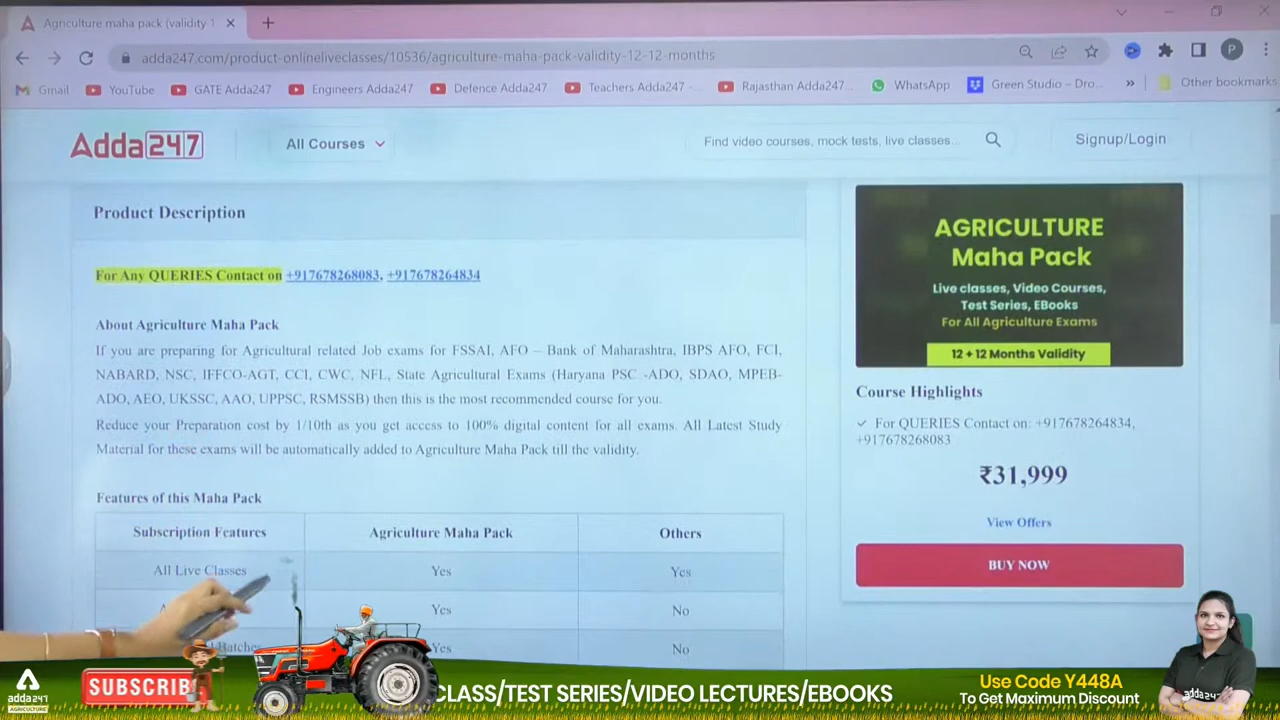 Agriculture maha pack (validity 1
adda247.com/product-onlineliveclasses/10536/agriculture-maha-pack-validity-12-12-months
P
Gmail YouTube GATE Adda247 Engineers Adda247 Defence Adda247 Teachers Adda247 -... Rajasthan Adda247... WhatsApp Green Studio – Dro... » Other bookmarks
Adda247 All Courses Find video courses, mock tests, live classes... Signup/Login
Product Description
For Any QUERIES Contact on +917678268083, +917678264834
About Agriculture Maha Pack
If you are preparing for Agricultural related Job exams for FSSAI, AFO – Bank of Maharashtra, IBPS AFO, FCI,
NABARD, NSC, IFFCO-AGT, CCI, CWC, NFL, State Agricultural Exams (Haryana PSC -ADO, SDAO, MPEB-
ADO, AEO, UKSSC, AAO, UPPSC, RSMSSB) then this is the most recommended course for you.
Reduce your Preparation cost by 1/10th as you get access to 100% digital content for all exams. All Latest Study
Material for these exams will be automatically added to Agriculture Maha Pack till the validity.
Features of this Maha Pack
Subscription Features Agriculture Maha Pack Others
All Live Classes Yes Yes
Yes No
Batches Yes No
AGRICULTURE
Maha Pack
Live classes, Video Courses,
Test Series, EBooks
For All Agriculture Exams
12 + 12 Months Validity
Course Highlights
✓ For QUERIES Contact on: +917678264834,
+917678268083
₹31,999
View Offers
BUY NOW
adda247
AGRICULTURE
SUBSCRIB
CLASS/TEST SERIES/VIDEO LECTURES/EBOOKS
Use Code Y448A
To Get Maximum Discount
adda247